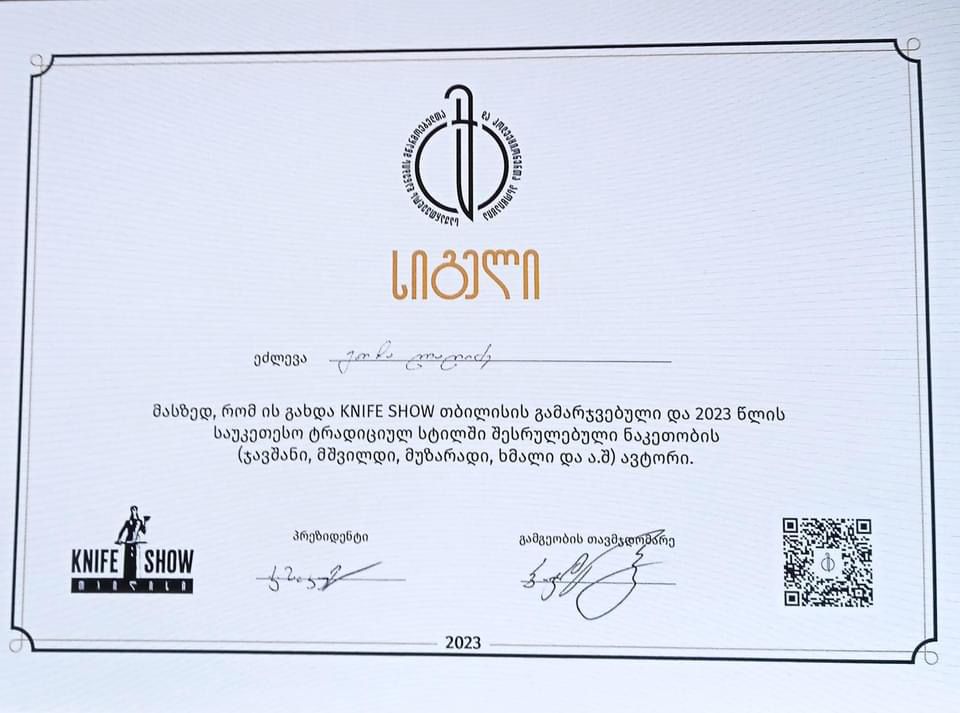 სიგელი
ეძლევა
მასზედ, რომ ის გახდა KNIFE SHOW თბილისის გამარჯვებული და 2023 წლის
საუკეთესო ტრადიციულ სტილში შესრულებული ნაკეთობის
(ჯავშანი, მშვილდი, მუზარადი, ხმალი და ა.შ) ავტორი.
პრეზიდენტი
გამგეობის თავმჯდომარე
KNIFE SHOW
თბილისი
2023